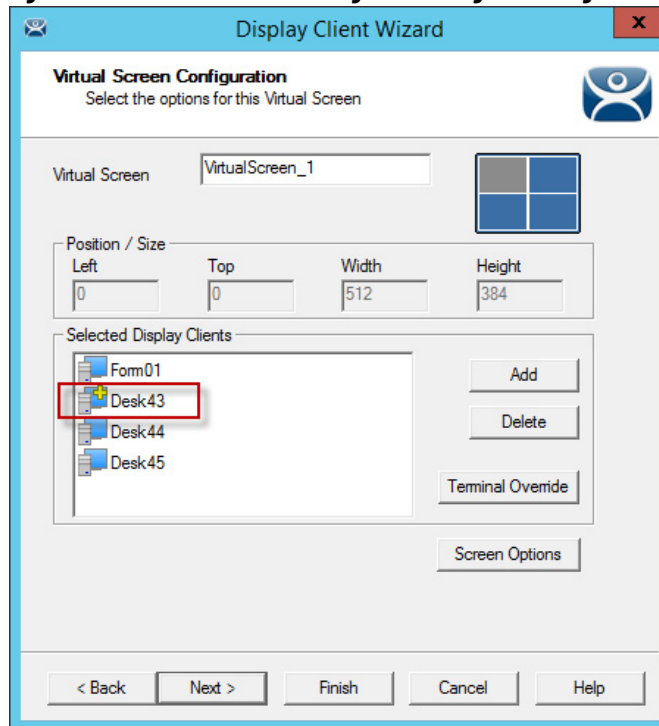 Display Client Wizard
x
Virtual Screen Configuration
Select the options for this Virtual Screen
Virtual Screen VirtualScreen_1
Position / Size
Left Top Width Height
0 0 512 384
Selected Display Clients
Form01
Desk43
Desk44
Desk45
Add
Delete
Terminal Override
Screen Options
< Back Next > Finish Cancel Help